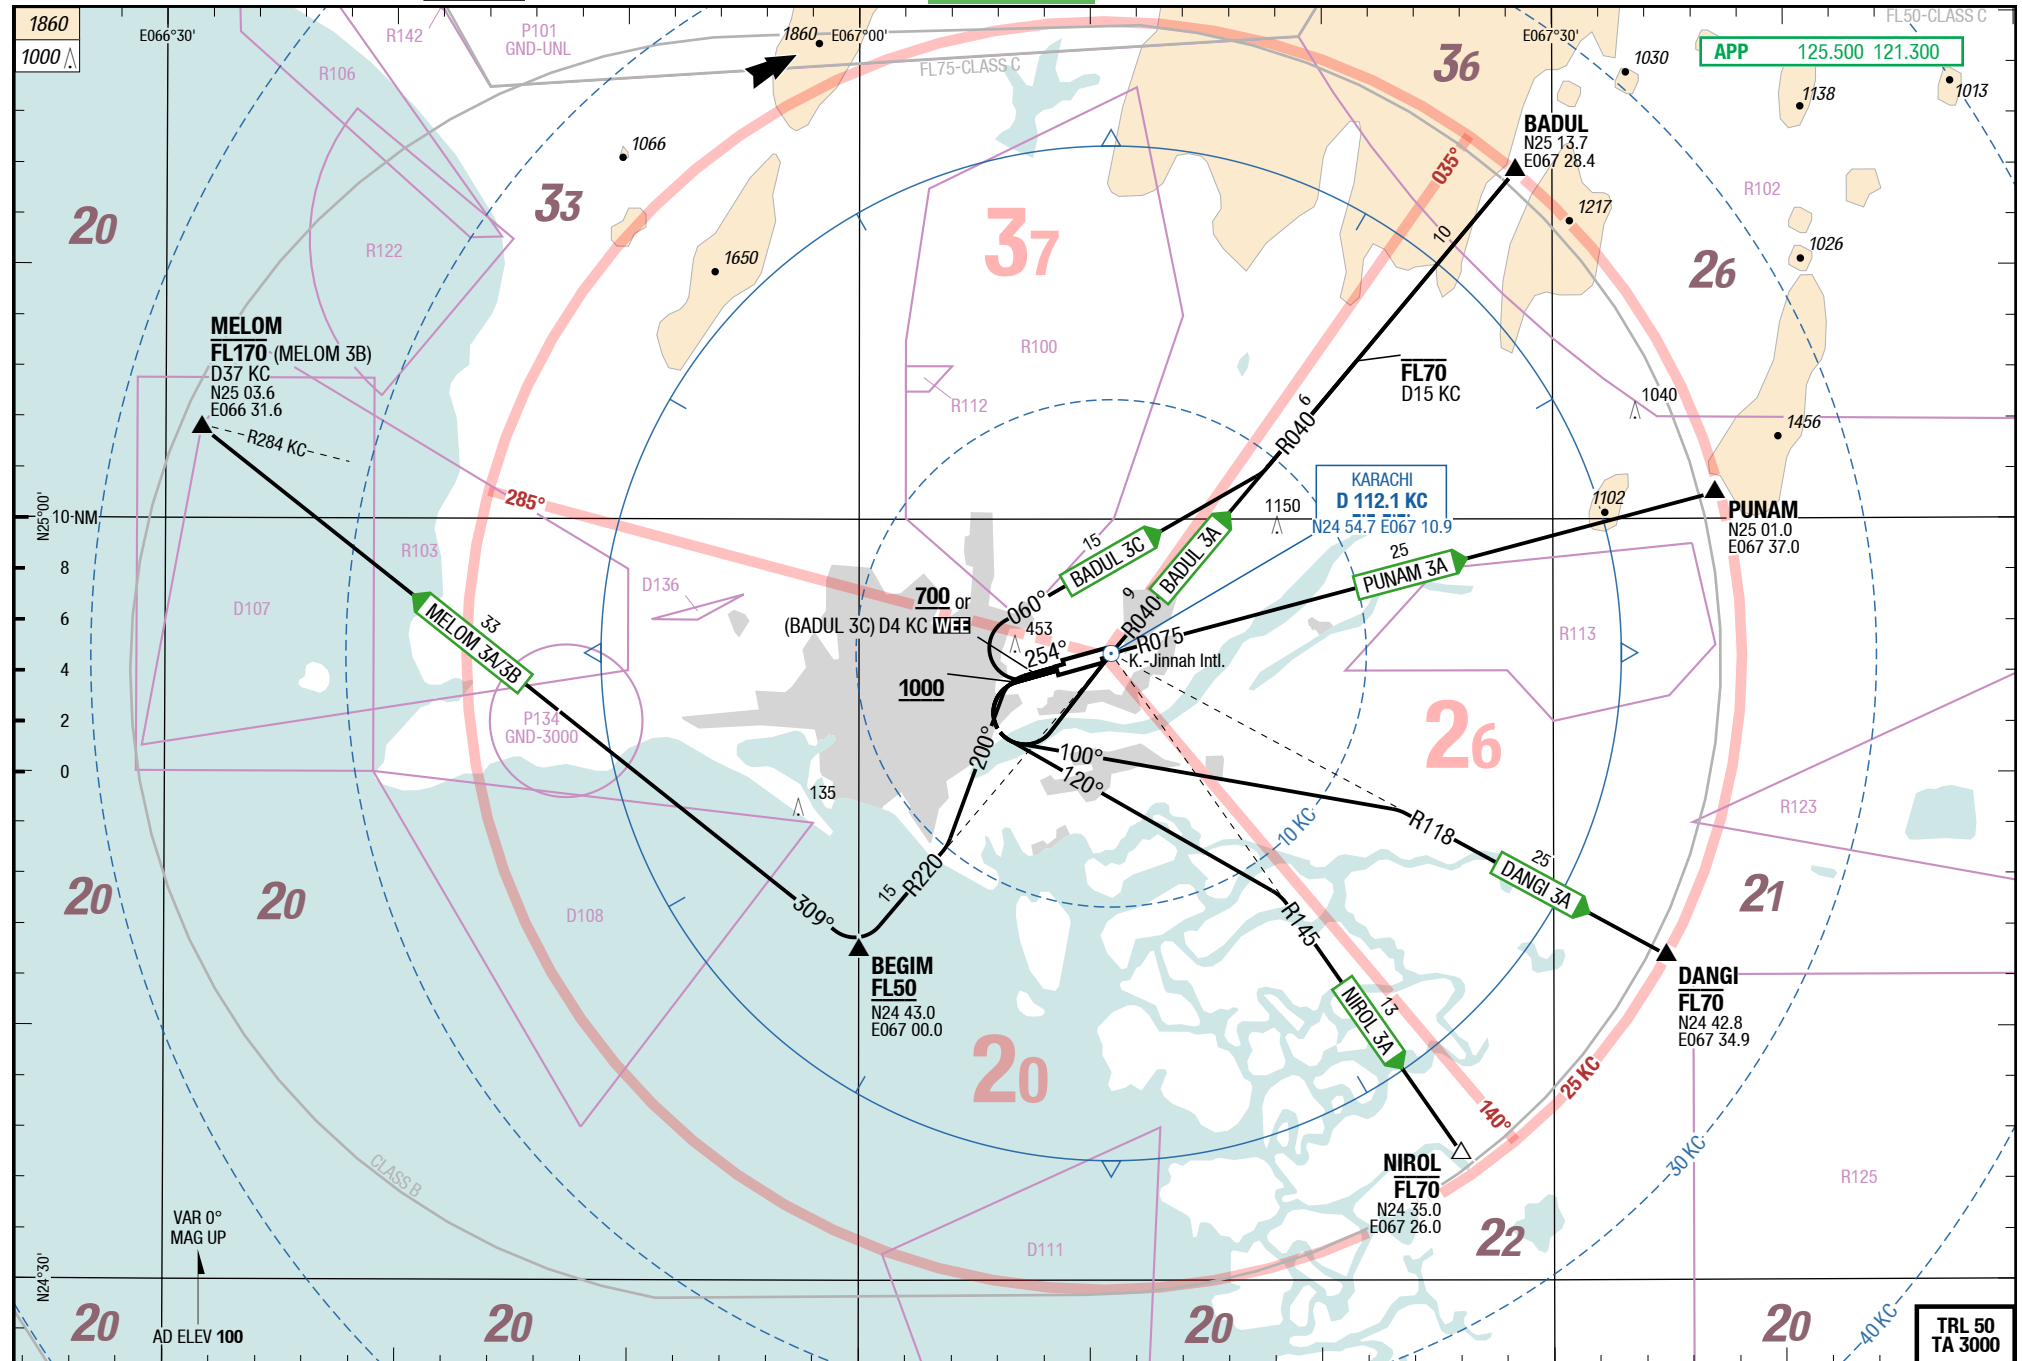 1860
1000
E066°30'
R142
P101
GND-UNL
1860
E067°00'
FL75-CLASS C
36
E067°30'
FL50-CLASS C
APP 125.500 121.300
R106
1030
1138
1013
1066
33
BADUL
N25 13.7
E067 28.4
035°
R102
20
R122
37
1217
10
26
1026
1650
MELOM
FL170 (MELOM 3B)
D37 KC
N25 03.6
E066 31.6
R284 KC
R100
R112
FL70
D15 KC
1040
1456
6
R040
285°
N25°00'
10-NM
8
6
4
2
0
1150
KARACHI
D 112.1 KC
N24 54.7 E067 10.9
1102
PUNAM
N25 01.0
E067 37.0
R103
D107
D136
15
BADUL 3C
BADUL 3A
25
PUNAM 3A
700 or
(BADUL 3C) D4 KC WEE
060°
453
254°
9
R040
R075
K.-Jinnah Intl.
R113
33
MELOM 3A/3B
1000
P134
GND-3000
200°
100°
120°
26
135
10 KC
R118
R123
25
DANGI 3A
20
20
D108
309°
15
R220
R145
21
BEGIM
FL50
N24 43.0
E067 00.0
13
NIROL 3A
DANGI
FL70
N24 42.8
E067 34.9
20
25 KC
140°
CLASS B
NIROL
FL70
N24 35.0
E067 26.0
30 KC
R125
VAR 0°
MAG UP
D111
22
N24°30'
AD ELEV 100
20
20
20
20
40 KC
TRL 50
TA 3000